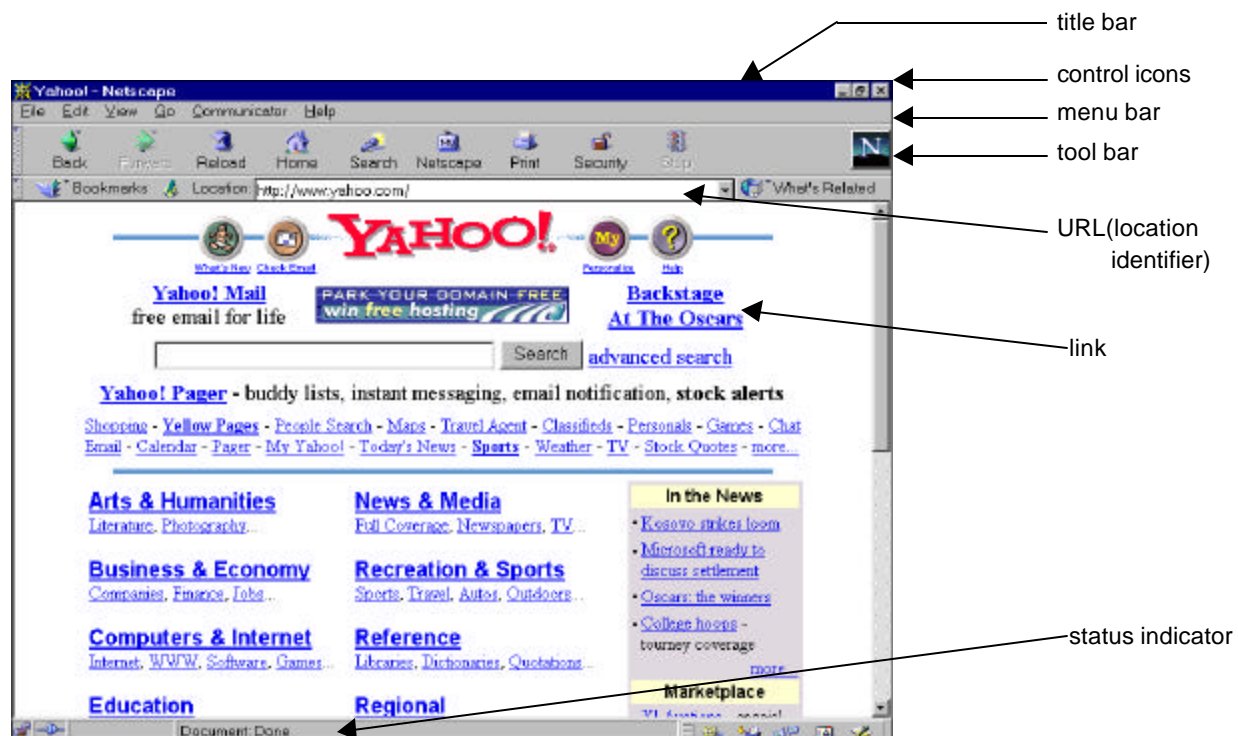 title bar
control icons
Yahoo! - Netscape
File Edit View Go Communicator Help
menu bar
Back Forward Reload Home Search Netscape Print Security Stop
N
tool bar
Bookmarks Location: http://www.yahoo.com/ What's Related
URL(location
identifier)
YAHOO!
My ?
What's New Check Email Personalize Help
Yahoo! Mail
free email for life
PARK YOUR DOMAIN FREE
win free hosting
Backstage
At The Oscars
link
Search advanced search
Yahoo! Pager - buddy lists, instant messaging, email notification, stock alerts
Shopping - Yellow Pages - People Search - Maps - Travel Agent - Classifieds - Personals - Games - Chat
Email - Calendar - Pager - My Yahoo! - Today's News - Sports - Weather - TV - Stock Quotes - more...
Arts & Humanities
Literature, Photography...
News & Media
Full Coverage, Newspapers, TV...
Business & Economy
Companies, Finance, Jobs...
Recreation & Sports
Sports, Travel, Autos, Outdoors...
Computers & Internet
Internet, WWW, Software, Games...
Reference
Libraries, Dictionaries, Quotations...
Education
Regional
In the News
• Kosovo strikes loom
• Microsoft ready to
discuss settlement
• Oscars: the winners
• College hoops -
tourney coverage
more...
Marketplace
status indicator
Document: Done